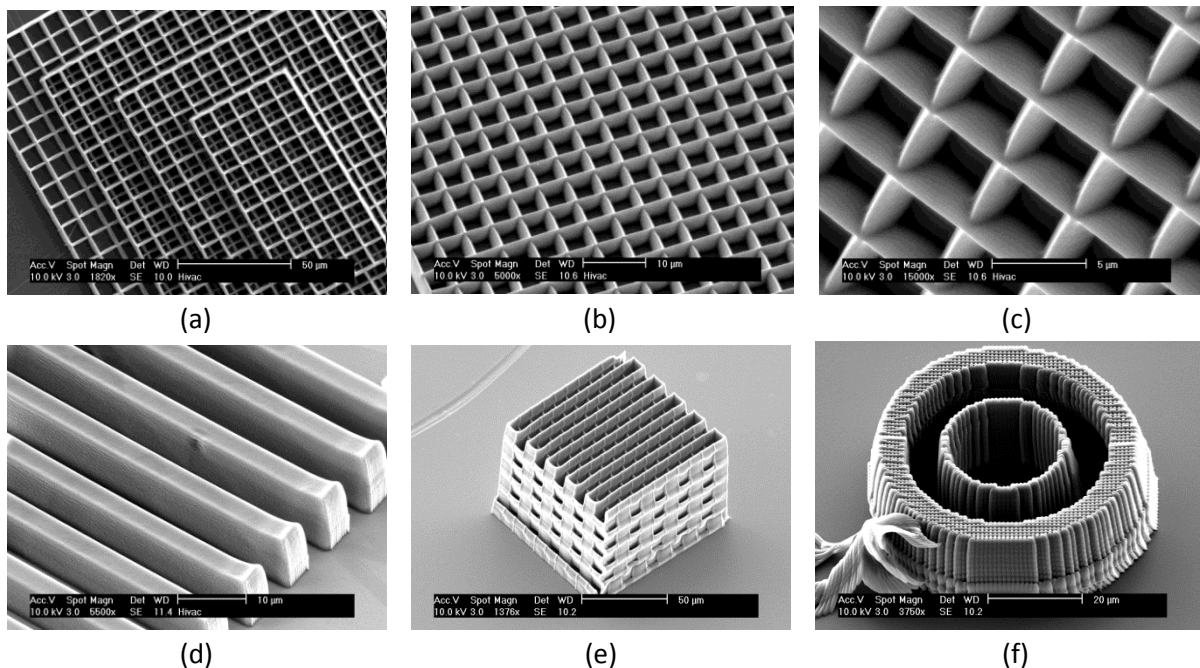 Acc.V Spot Magn Det WD 50 µm
10.0 kV 3.0 1820x SE 10.0 Hivac
(a)
Acc.V Spot Magn Det WD 10 µm
10.0 kV 3.0 5000x SE 10.6 Hivac
(b)
Acc.V Spot Magn Det WD 5 µm
10.0 kV 3.0 15000x SE 10.6 Hivac
(c)
Acc.V Spot Magn Det WD 10 µm
10.0 kV 3.0 5500x SE 11.4 Hivac
(d)
Acc.V Spot Magn Det WD 50 µm
10.0 kV 3.0 1376x SE 10.2
(e)
Acc.V Spot Magn Det WD 20 µm
10.0 kV 3.0 3750x SE 10.2
(f)